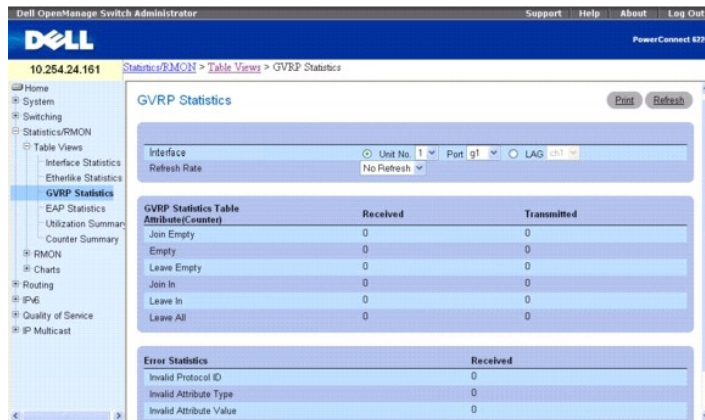 Dell OpenManage Switch Administrator
Support Help About Log Out
DELL
PowerConnect 622
10.254.24.161
Statistics/RMON > Table Views > GVRP Statistics
Home
System
Switching
Statistics/RMON
Table Views
Interface Statistics
Etherlike Statistics
GVRP Statistics
EAP Statistics
Utilization Summary
Counter Summary
RMON
Charts
Routing
IPv6
Quality of Service
IP Multicast
GVRP Statistics
Print Refresh
Interface Unit No. 1 Port g1 LAG ch1
Refresh Rate No Refresh
GVRP Statistics Table
Attribute(Counter) Received Transmitted
Join Empty 0 0
Empty 0 0
Leave Empty 0 0
Join In 0 0
Leave In 0 0
Leave All 0 0
Error Statistics Received
Invalid Protocol ID 0
Invalid Attribute Type 0
Invalid Attribute Value 0